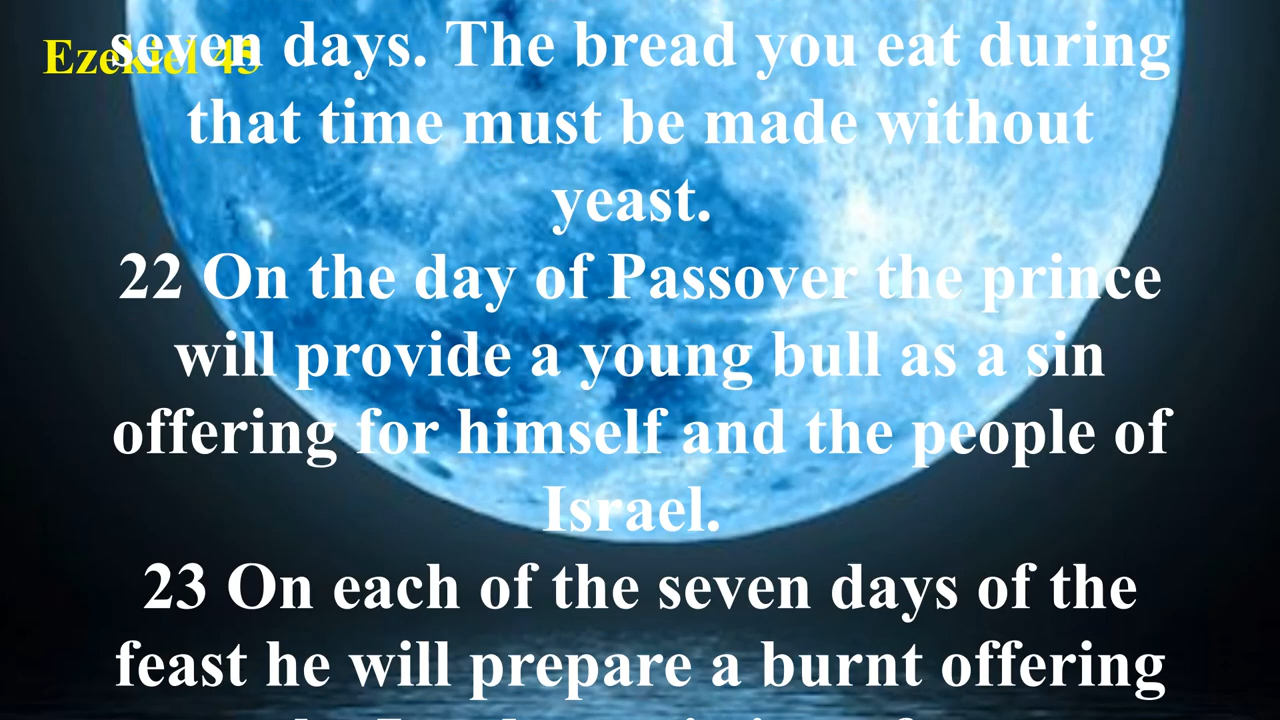 Ezekiel 45
seven days. The bread you eat during
that time must be made without
yeast.
22 On the day of Passover the prince
will provide a young bull as a sin
offering for himself and the people of
Israel.
23 On each of the seven days of the
feast he will prepare a burnt offering